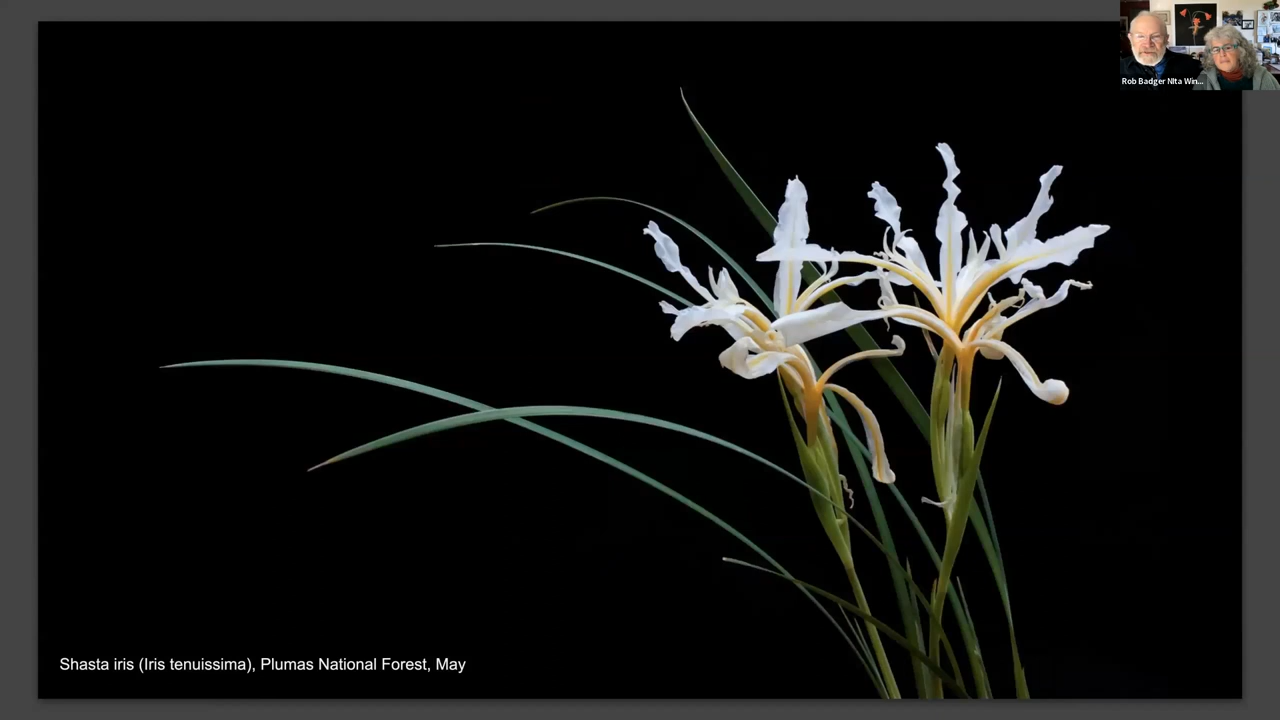 Rob Badger NIta Win...
Shasta iris (Iris tenuissima), Plumas National Forest, May